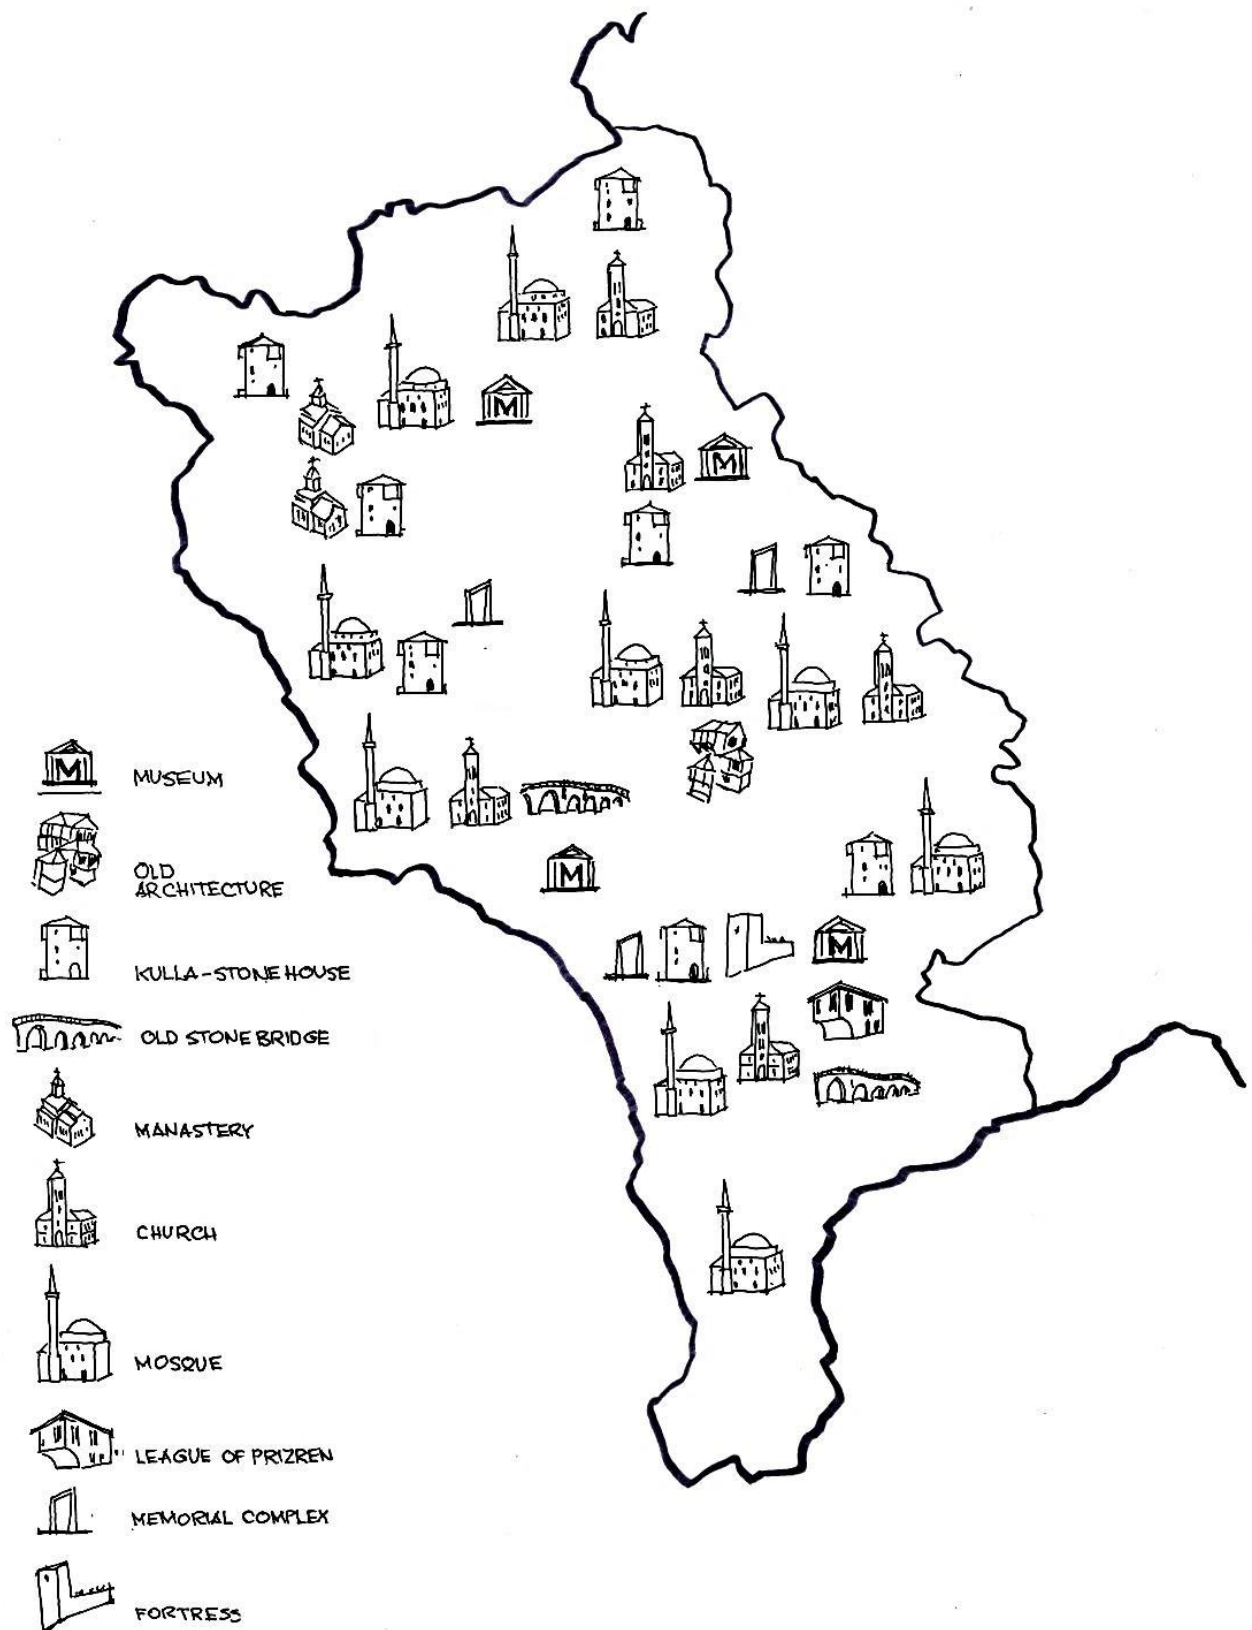 M
M
M
M
M MUSEUM
OLD
ARCHITECTURE
KULLA-STONE HOUSE
OLD STONE BRIDGE
MANASTERY
CHURCH
MOSQUE
LEAGUE OF PRIZREN
MEMORIAL COMPLEX
FORTRESS